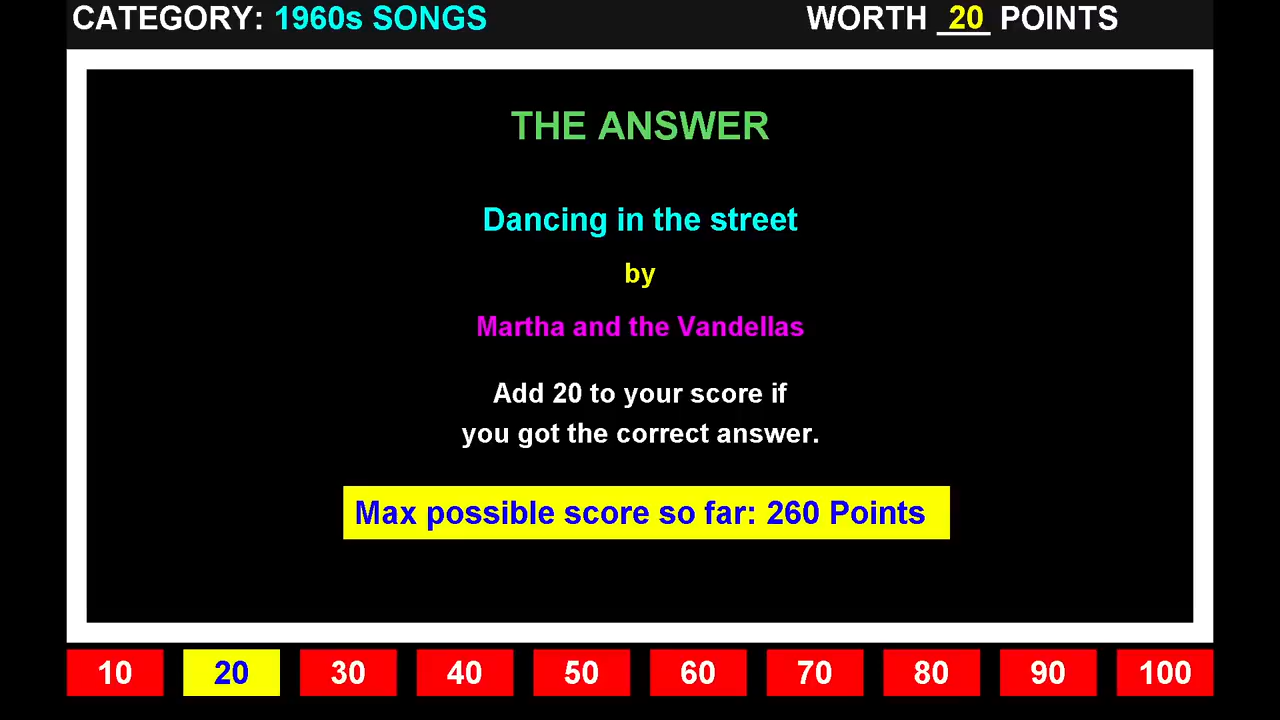 CATEGORY: 1960s SONGS
WORTH 20 POINTS
THE ANSWER
Dancing in the street
by
Martha and the Vandellas
Add 20 to your score if
you got the correct answer.
Max possible score so far: 260 Points
10 20 30 40 50 60 70 80 90 100